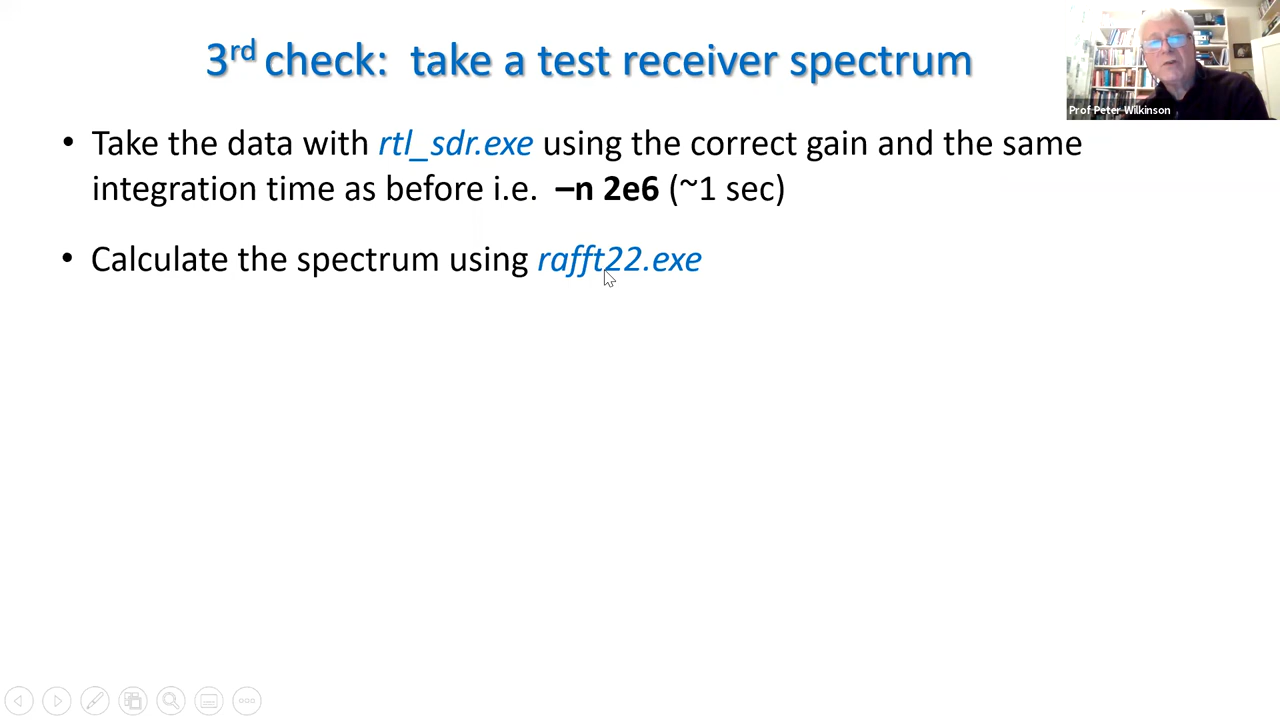 3rd check: take a test receiver spectrum
Prof Peter Wilkinson
• Take the data with rtl_sdr.exe using the correct gain and the same
integration time as before i.e. –n 2e6 (~1 sec)
• Calculate the spectrum using rafft22.exe